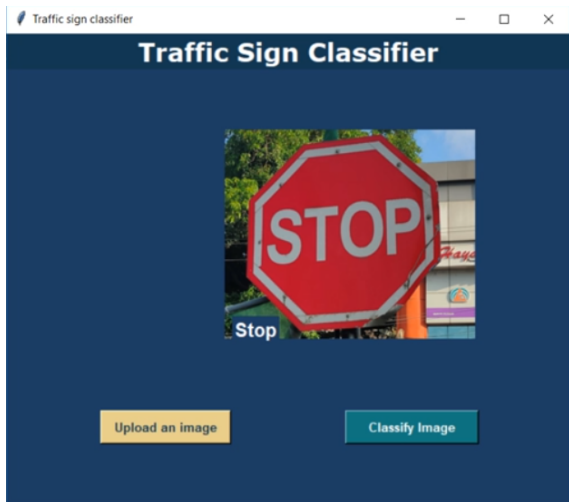 Traffic sign classifier
Traffic Sign Classifier
STOP
Stop
Upload an image
Classify Image